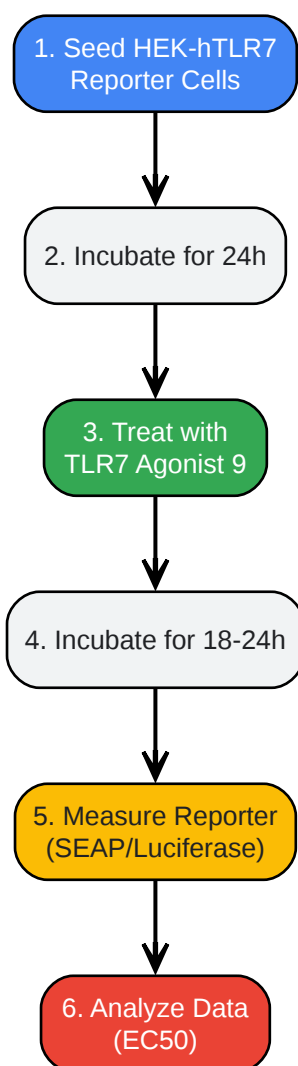 1. Seed HEK-hTLR7
Reporter Cells
2. Incubate for 24h
3. Treat with
TLR7 Agonist 9
4. Incubate for 18-24h
5. Measure Reporter
(SEAP/Luciferase)
6. Analyze Data
(EC50)